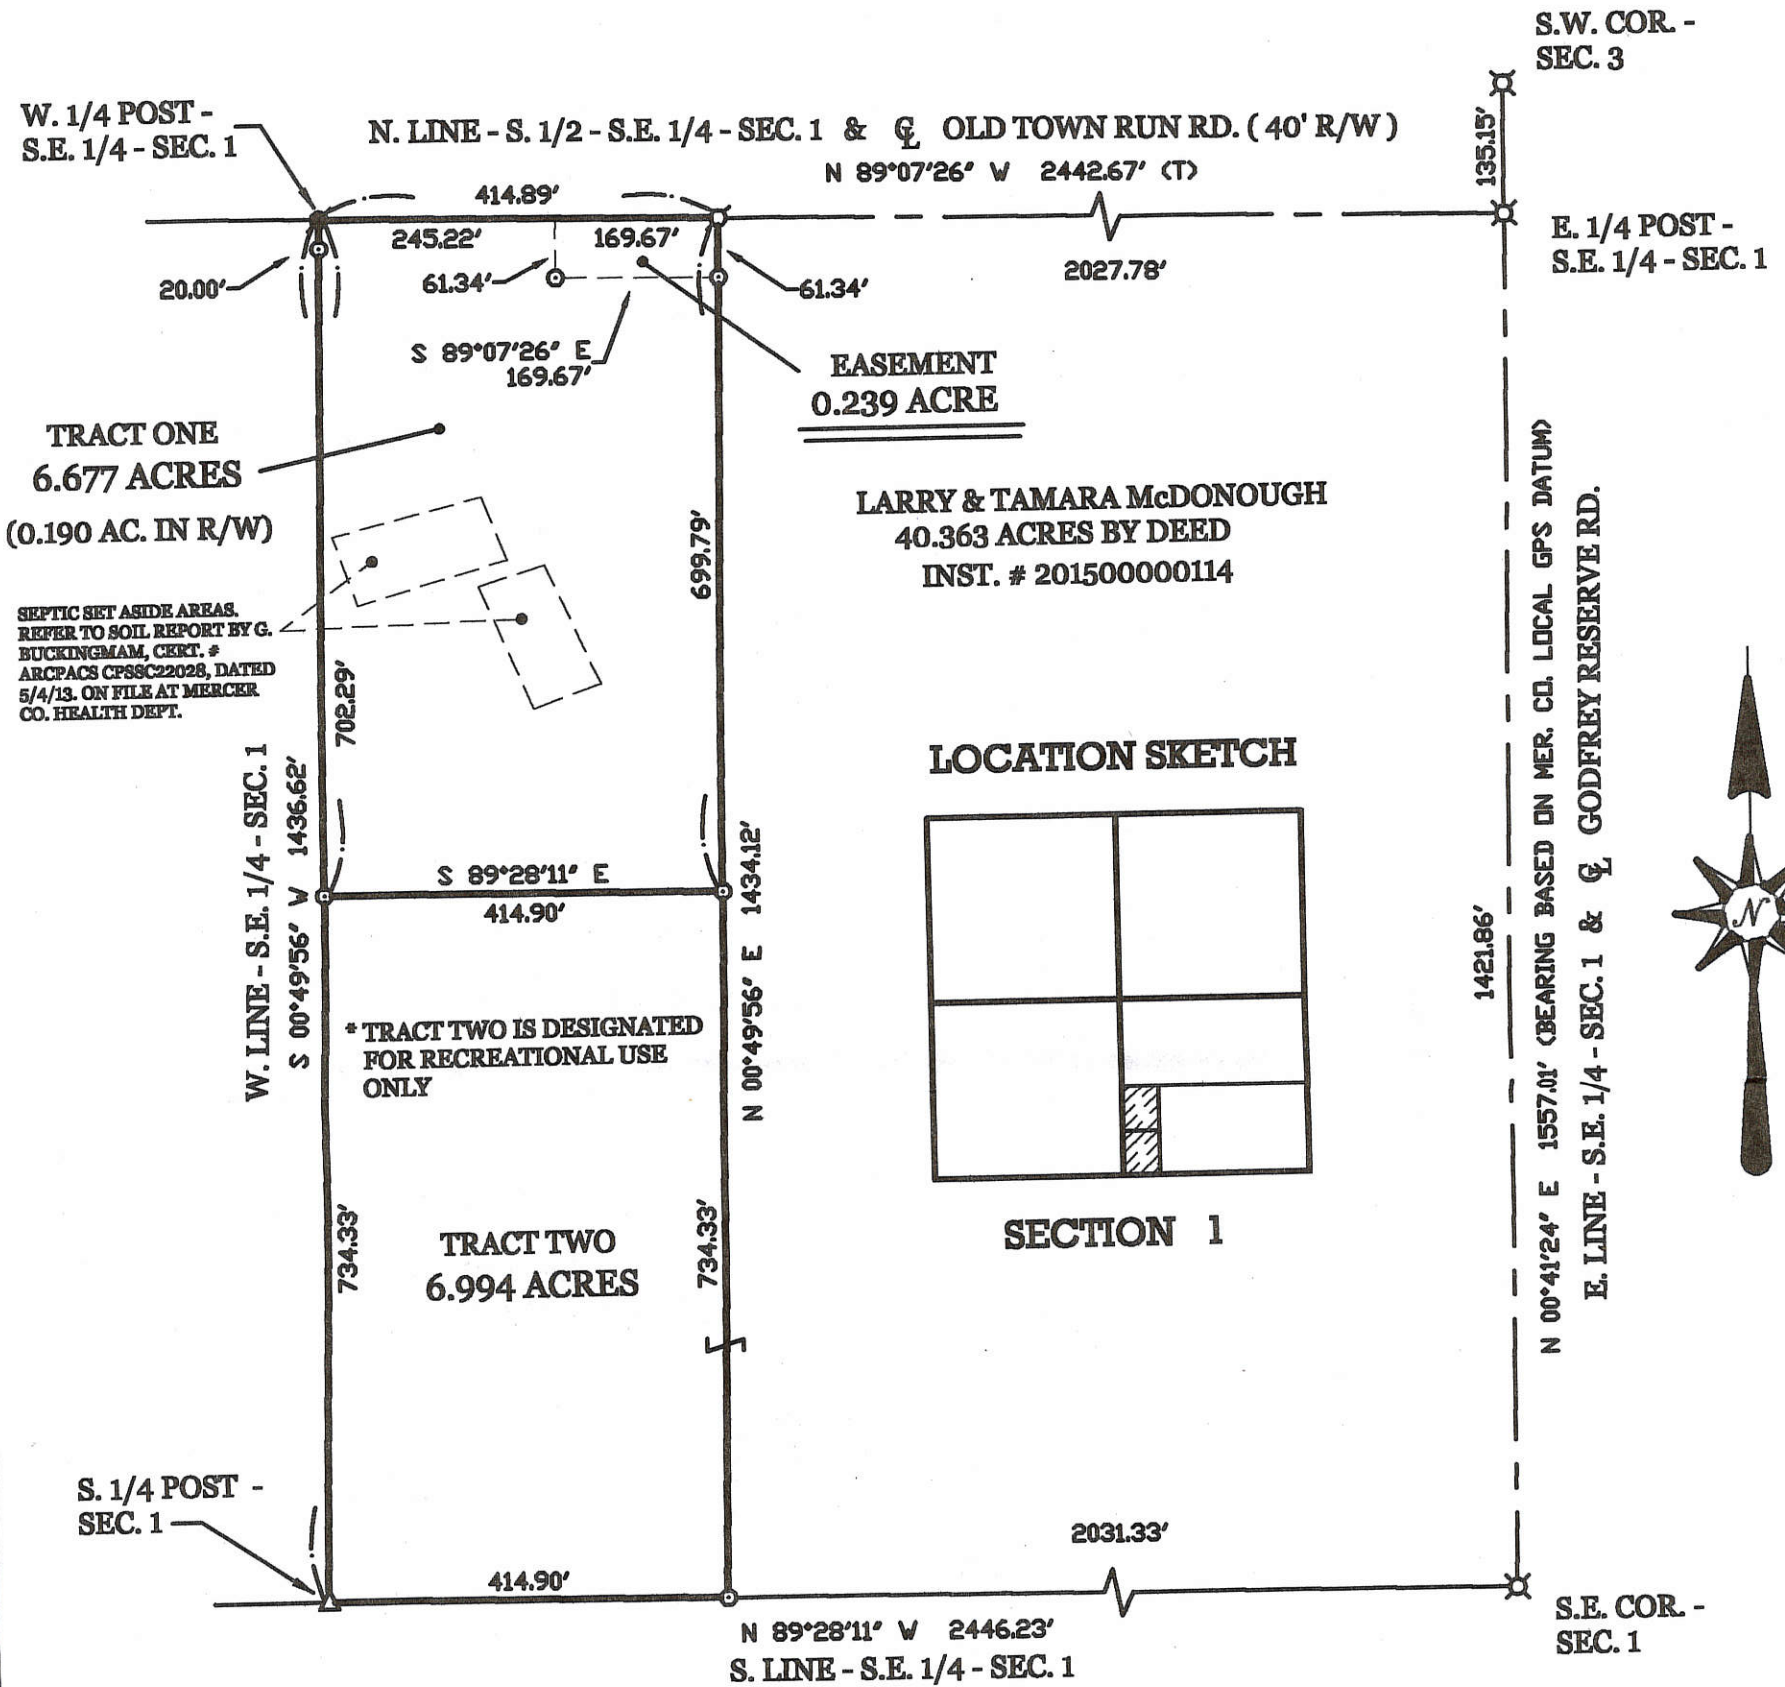 S.W. COR. -
SEC. 3
W. 1/4 POST -
S.E. 1/4 - SEC. 1
N. LINE - S. 1/2 - S.E. 1/4 - SEC. 1 & ℄ OLD TOWN RUN RD. ( 40' R/W )
N 89°07'26" W 2442.67' (T)
135.15'
414.89'
245.22'
169.67'
E. 1/4 POST -
S.E. 1/4 - SEC. 1
20.00'
61.34'
61.34'
2027.78'
S 89°07'26" E
169.67'
EASEMENT
0.239 ACRE
TRACT ONE
6.677 ACRES
(0.190 AC. IN R/W)
LARRY & TAMARA McDONOUGH
40.363 ACRES BY DEED
INST. # 201500000114
699.79'
SEPTIC SET ASIDE AREAS.
REFER TO SOIL REPORT BY G.
BUCKINGMAM, CERT. #
ARCPACS CPSSC22028, DATED
5/4/13. ON FILE AT MERCER
CO. HEALTH DEPT.
702.29'
W. LINE - S.E. 1/4 - SEC. 1
S 00°49'56" W 1436.62'
LOCATION SKETCH
S 89°28'11" E
414.90'
N 00°49'56" E 1434.12'
1421.86'
N 00°41'24" E 1557.01' (BEARING BASED ON MER. CO. LOCAL GPS DATUM)
E. LINE - S.E. 1/4 - SEC. 1 & ℄ GODFREY RESERVE RD.
N
* TRACT TWO IS DESIGNATED
FOR RECREATIONAL USE
ONLY
SECTION 1
734.33'
TRACT TWO
6.994 ACRES
734.33'
S. 1/4 POST -
SEC. 1
414.90'
2031.33'
N 89°28'11" W 2446.23'
S. LINE - S.E. 1/4 - SEC. 1
S.E. COR. -
SEC. 1